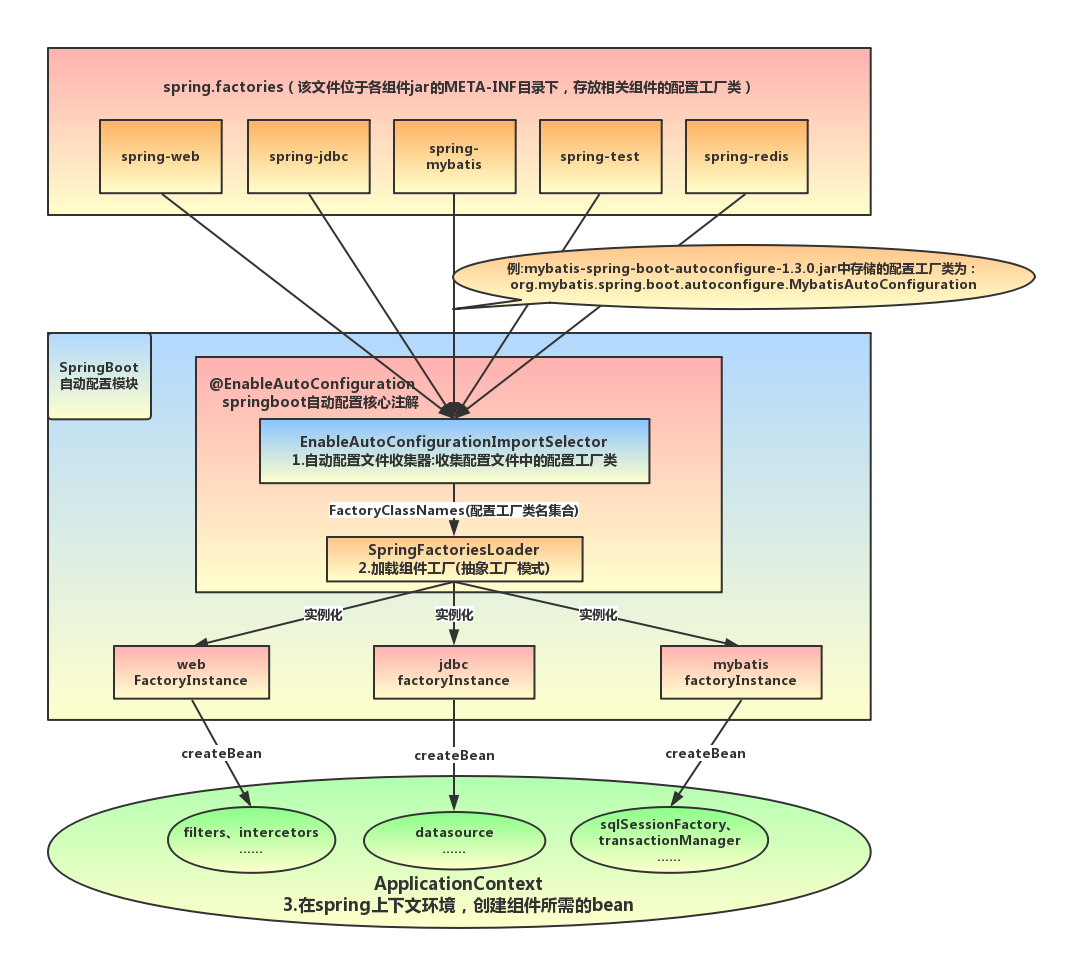 spring.factories（该文件位于各组件jar的META-INF目录下，存放相关组件的配置工厂类）
spring-web
spring-jdbc
spring-
mybatis
spring-test
spring-redis
例:mybatis-spring-boot-autoconfigure-1.3.0.jar中存储的配置工厂类为：
org.mybatis.spring.boot.autoconfigure.MybatisAutoConfiguration
SpringBoot
自动配置模块
@EnableAutoConfiguration
springboot自动配置核心注解
EnableAutoConfigurationImportSelector
1.自动配置文件收集器:收集配置文件中的配置工厂类
FactoryClassNames(配置工厂类名集合)
SpringFactoriesLoader
2.加载组件工厂(抽象工厂模式)
实例化
实例化
实例化
web
FactoryInstance
jdbc
factoryInstance
mybatis
factoryInstance
createBean
createBean
createBean
filters、intercetors
......
datasource
......
sqlSessionFactory、
transactionManager
......
ApplicationContext
3.在spring上下文环境，创建组件所需的bean